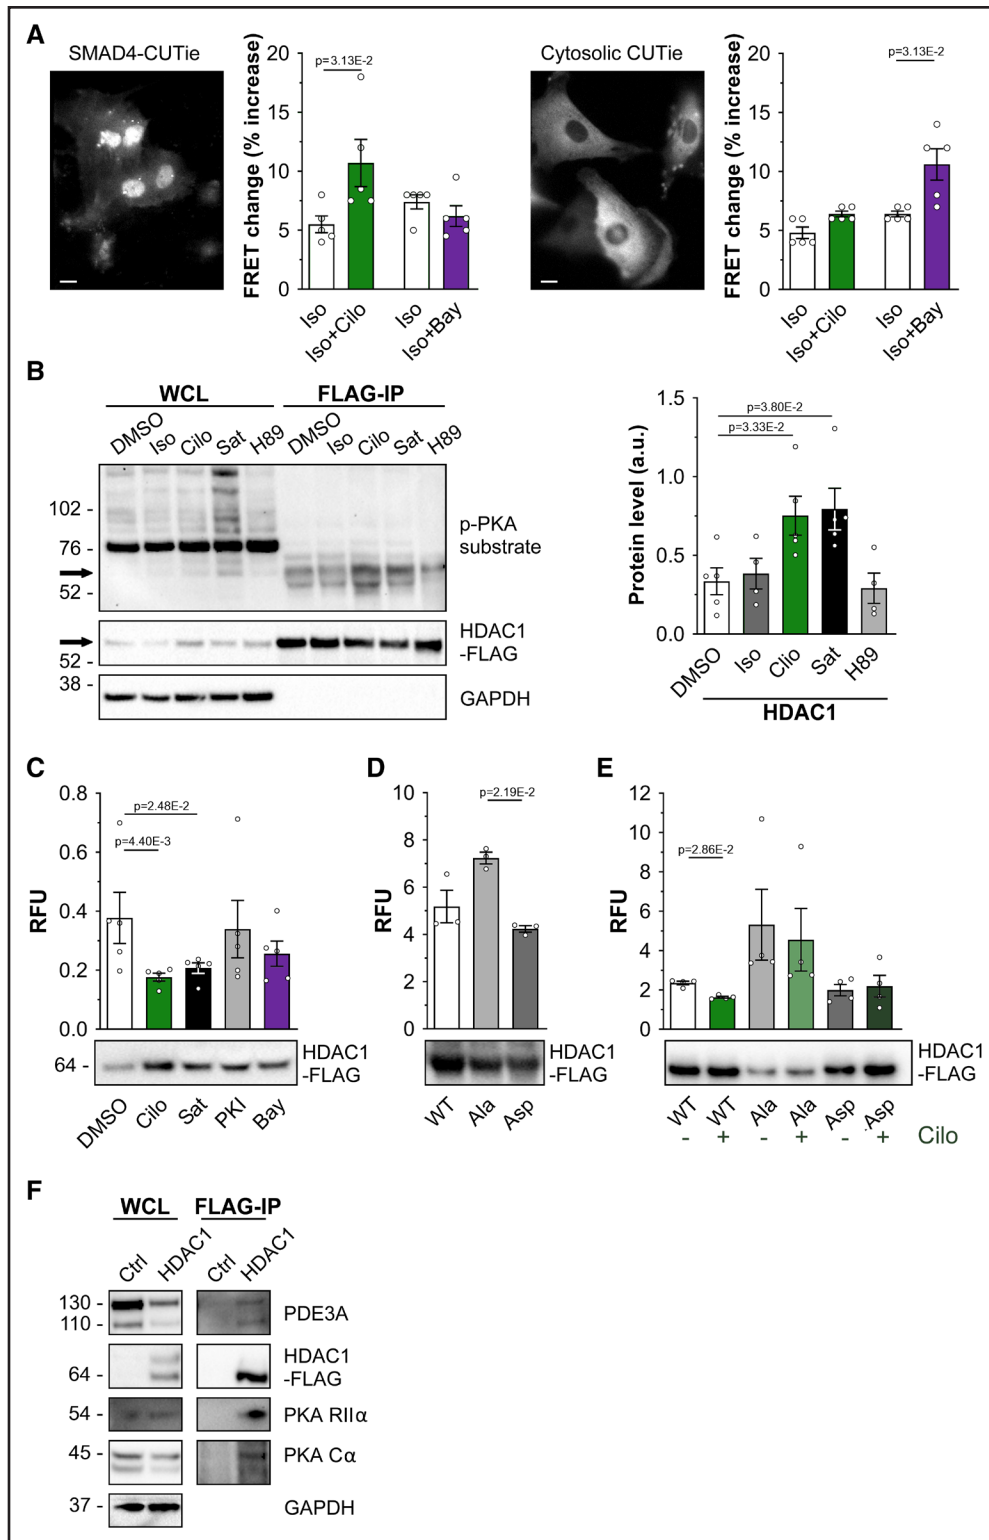 A
SMAD4-CUTie
FRET change (% increase)
20
15
10
5
0
p=3.13E-2
Iso
Iso+Cilo
Iso
Iso+Bay
Cytosolic CUTie
FRET change (% increase)
20
15
10
5
0
p=3.13E-2
Iso
Iso+Cilo
Iso
Iso+Bay
B
WCL
FLAG-IP
DMSO
Iso
Cilo
Sat
H89
DMSO
Iso
Cilo
Sat
H89
102 -
76 -
52 -
p-PKA
substrate
52 -
HDAC1
-FLAG
38 -
GAPDH
Protein level (a.u.)
1.5
1.0
0.5
0.0
p=3.80E-2
p=3.33E-2
DMSO
Iso
Cilo
Sat
H89
HDAC1
C
RFU
0.8
0.6
0.4
0.2
0.0
p=2.48E-2
p=4.40E-3
64 -
HDAC1
-FLAG
DMSO
Cilo
Sat
PKI
Bay
D
RFU
10
8
6
4
2
0
p=2.19E-2
HDAC1
-FLAG
WT
Ala
Asp
E
RFU
12
10
8
6
4
2
0
p=2.86E-2
HDAC1
-FLAG
WT
WT
Ala
Ala
Asp
Asp
- + - + - + Cilo
F
WCL
FLAG-IP
Ctrl
HDAC1
Ctrl
HDAC1
130 -
110 -
PDE3A
64 -
HDAC1
-FLAG
54 -
PKA RIIα
45 -
PKA Cα
37 -
GAPDH